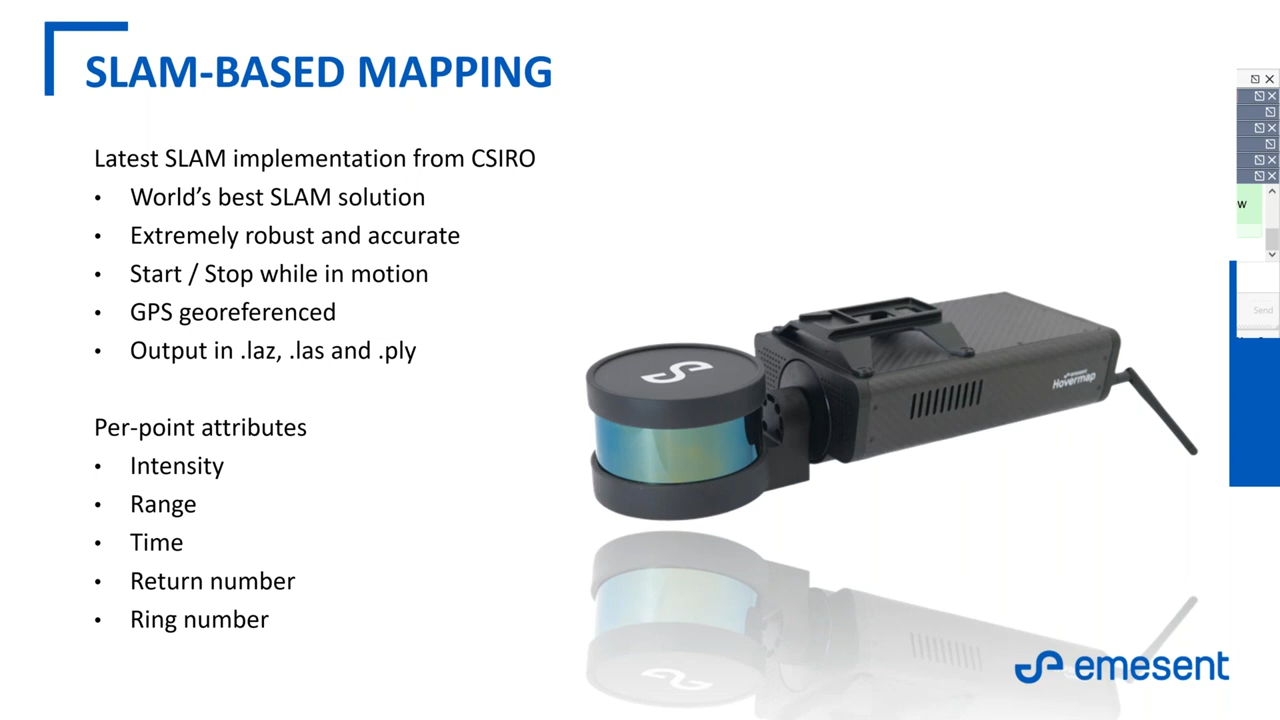 SLAM-BASED MAPPING
Latest SLAM implementation from CSIRO
• World’s best SLAM solution
• Extremely robust and accurate
• Start / Stop while in motion
• GPS georeferenced
• Output in .laz, .las and .ply
Per-point attributes
• Intensity
• Range
• Time
• Return number
• Ring number
emesent
Hovermap
w
Send
emesent